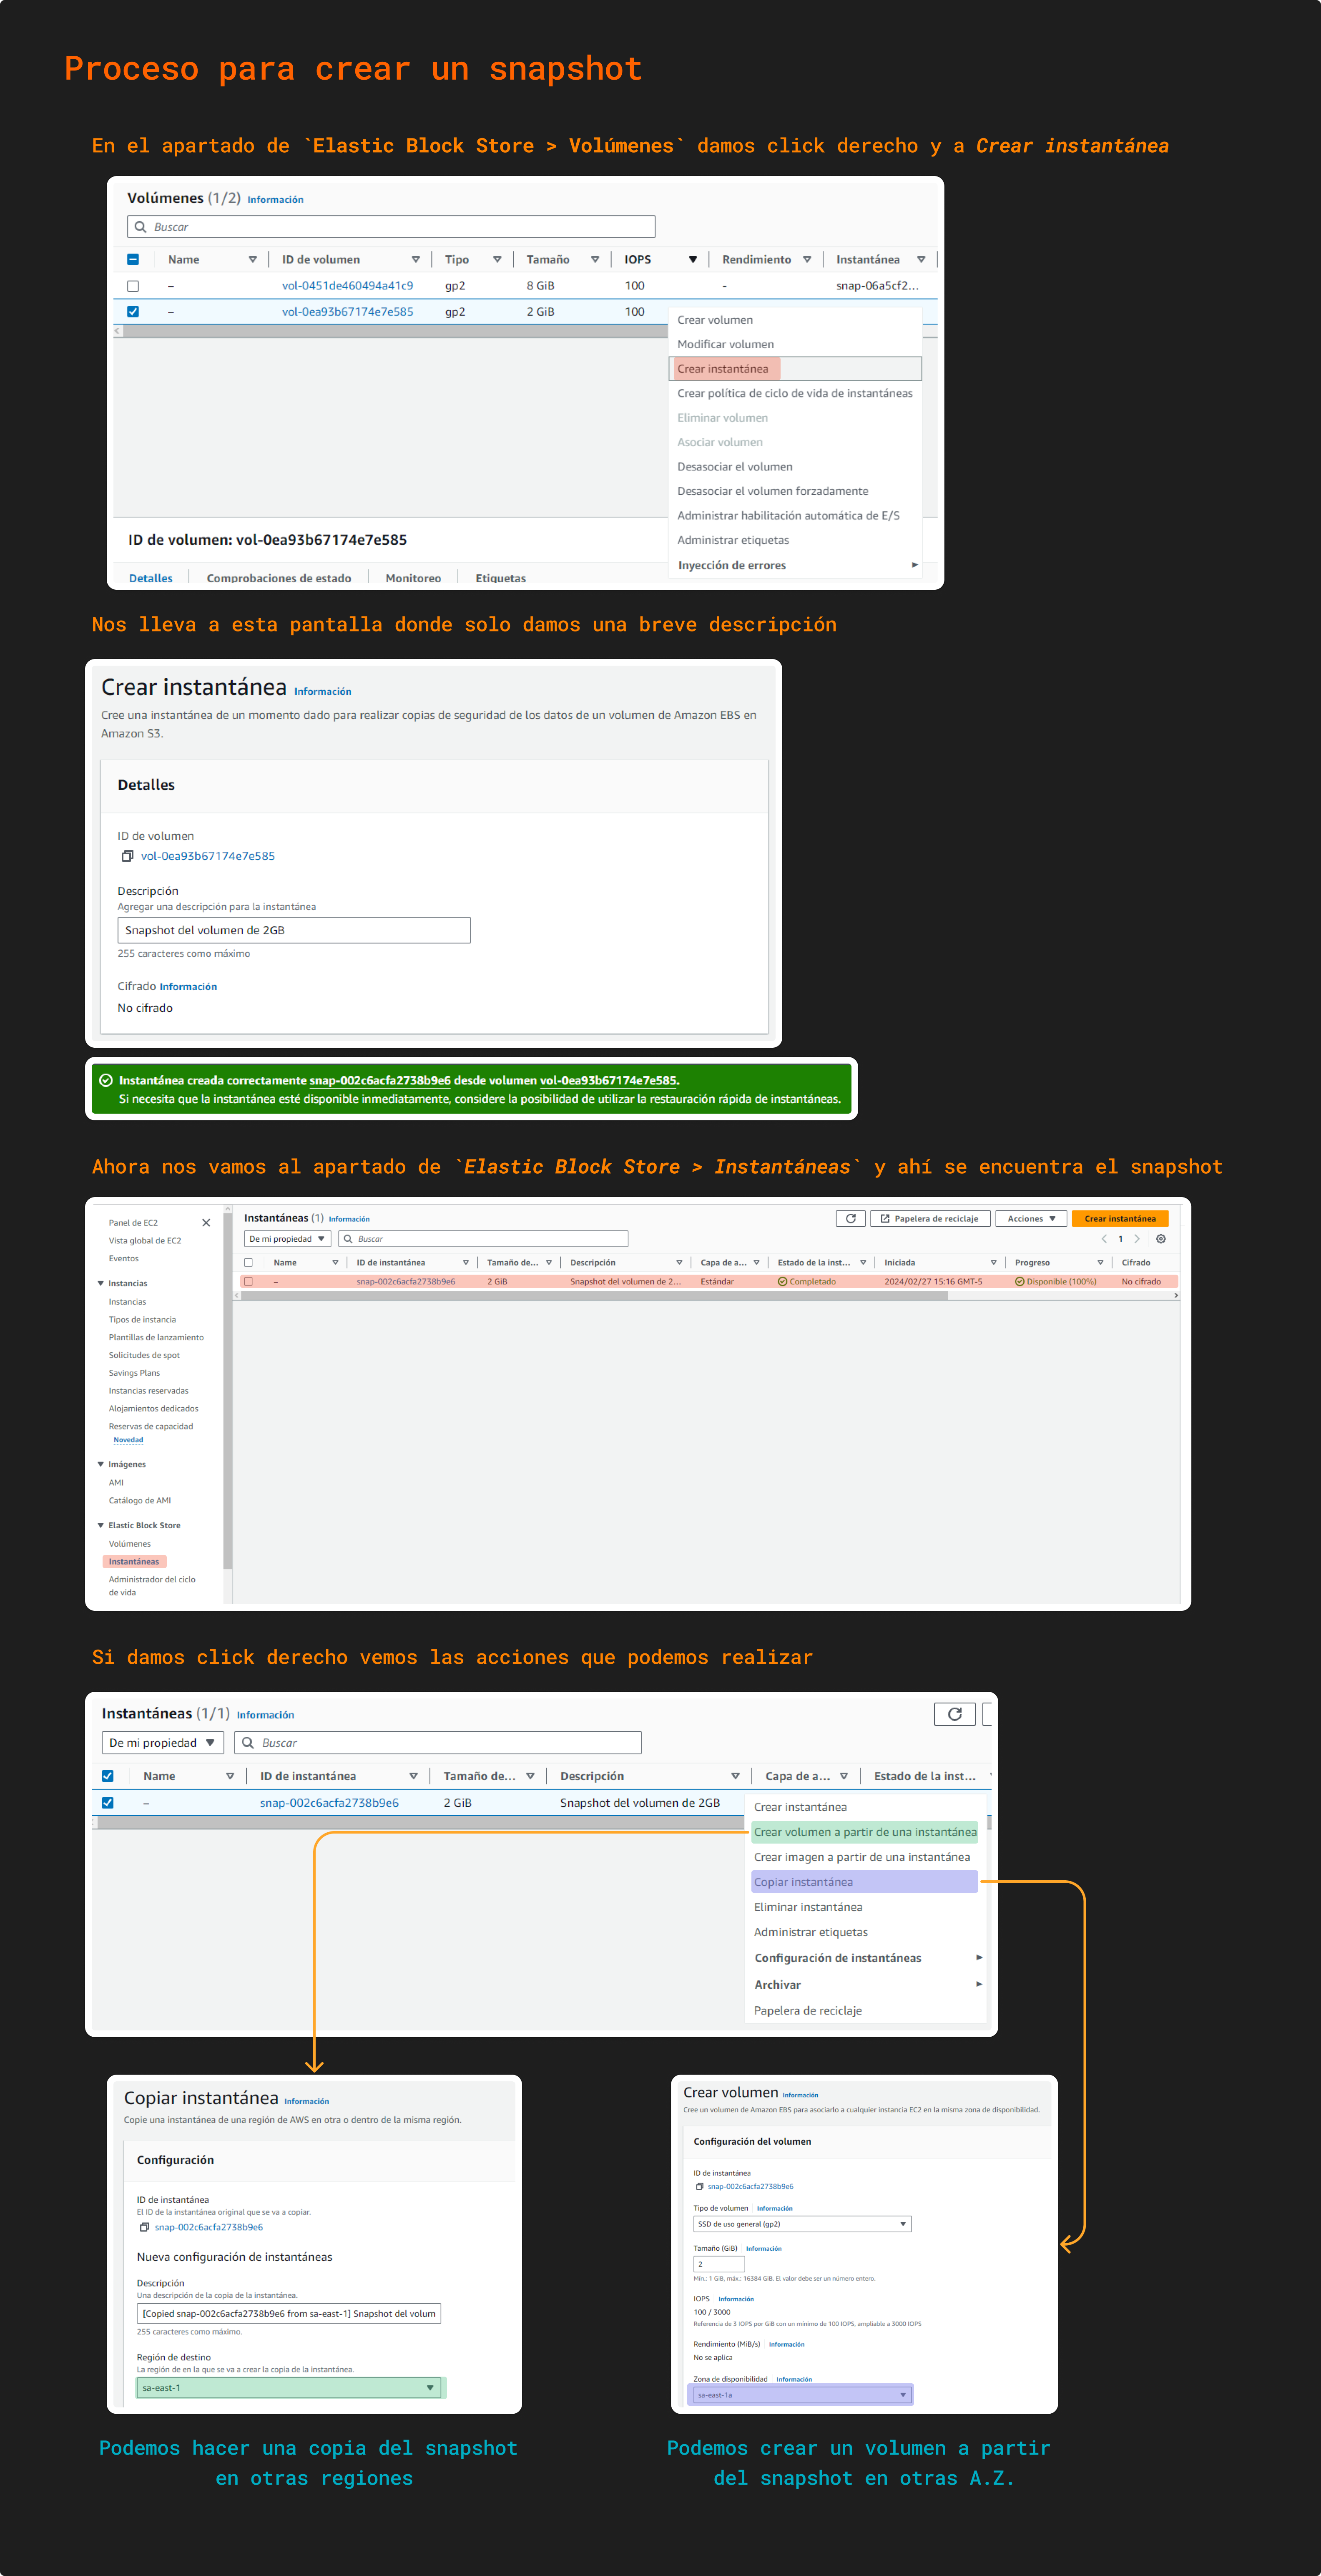 Proceso para crear un snapshot
En el apartado de `Elastic Block Store > Volúmenes` damos click derecho y a Crear instantánea
Volúmenes (1/2) Información
Buscar
Name ID de volumen Tipo Tamaño IOPS Rendimiento Instantánea
– vol-0451de460494a41c9 gp2 8 GiB 100 - snap-06a5cf2...
– vol-0ea93b67174e7e585 gp2 2 GiB 100
Crear volumen
Modificar volumen
Crear instantánea
Crear política de ciclo de vida de instantáneas
Eliminar volumen
Asociar volumen
Desasociar el volumen
Desasociar el volumen forzadamente
Administrar habilitación automática de E/S
Administrar etiquetas
Inyección de errores
ID de volumen: vol-0ea93b67174e7e585
Detalles Comprobaciones de estado Monitoreo Etiquetas
Nos lleva a esta pantalla donde solo damos una breve descripción
Crear instantánea Información
Cree una instantánea de un momento dado para realizar copias de seguridad de los datos de un volumen de Amazon EBS en
Amazon S3.
Detalles
ID de volumen
vol-0ea93b67174e7e585
Descripción
Agregar una descripción para la instantánea
Snapshot del volumen de 2GB
255 caracteres como máximo
Cifrado Información
No cifrado
Instantánea creada correctamente snap-002c6acfa2738b9e6 desde volumen vol-0ea93b67174e7e585.
Si necesita que la instantánea esté disponible inmediatamente, considere la posibilidad de utilizar la restauración rápida de instantáneas.
Ahora nos vamos al apartado de `Elastic Block Store > Instantáneas` y ahí se encuentra el snapshot
Panel de EC2
Vista global de EC2
Eventos
Instancias
Instancias
Tipos de instancia
Plantillas de lanzamiento
Solicitudes de spot
Savings Plans
Instancias reservadas
Alojamientos dedicados
Reservas de capacidad
Novedad
Imágenes
AMI
Catálogo de AMI
Elastic Block Store
Volúmenes
Instantáneas
Administrador del ciclo
de vida
Instantáneas (1) Información
Papelera de reciclaje Acciones Crear instantánea
De mi propiedad Buscar 1
Name ID de instantánea Tamaño de... Descripción Capa de a... Estado de la inst... Iniciada Progreso Cifrado
– snap-002c6acfa2738b9e6 2 GiB Snapshot del volumen de 2... Estándar Completado 2024/02/27 15:16 GMT-5 Disponible (100%) No cifrado
Si damos click derecho vemos las acciones que podemos realizar
Instantáneas (1/1) Información
De mi propiedad Buscar
Name ID de instantánea Tamaño de... Descripción Capa de a... Estado de la inst...
– snap-002c6acfa2738b9e6 2 GiB Snapshot del volumen de 2GB
Crear instantánea
Crear volumen a partir de una instantánea
Crear imagen a partir de una instantánea
Copiar instantánea
Eliminar instantánea
Administrar etiquetas
Configuración de instantáneas
Archivar
Papelera de reciclaje
Copiar instantánea Información
Copie una instantánea de una región de AWS en otra o dentro de la misma región.
Configuración
ID de instantánea
El ID de la instantánea original que se va a copiar.
snap-002c6acfa2738b9e6
Nueva configuración de instantáneas
Descripción
Una descripción de la copia de la instantánea.
[Copied snap-002c6acfa2738b9e6 from sa-east-1] Snapshot del volum
255 caracteres como máximo.
Región de destino
La región de en la que se va a crear la copia de la instantánea.
sa-east-1
Podemos hacer una copia del snapshot
en otras regiones
Crear volumen Información
Cree un volumen de Amazon EBS para asociarlo a cualquier instancia EC2 en la misma zona de disponibilidad.
Configuración del volumen
ID de instantánea
snap-002c6acfa2738b9e6
Tipo de volumen Información
SSD de uso general (gp2)
Tamaño (GiB) Información
2
Mín.: 1 GiB, máx.: 16384 GiB. El valor debe ser un número entero.
IOPS Información
100 / 3000
Referencia de 3 IOPS por GiB con un mínimo de 100 IOPS, ampliable a 3000 IOPS
Rendimiento (MiB/s) Información
No se aplica
Zona de disponibilidad Información
sa-east-1a
Podemos crear un volumen a partir
del snapshot en otras A.Z.